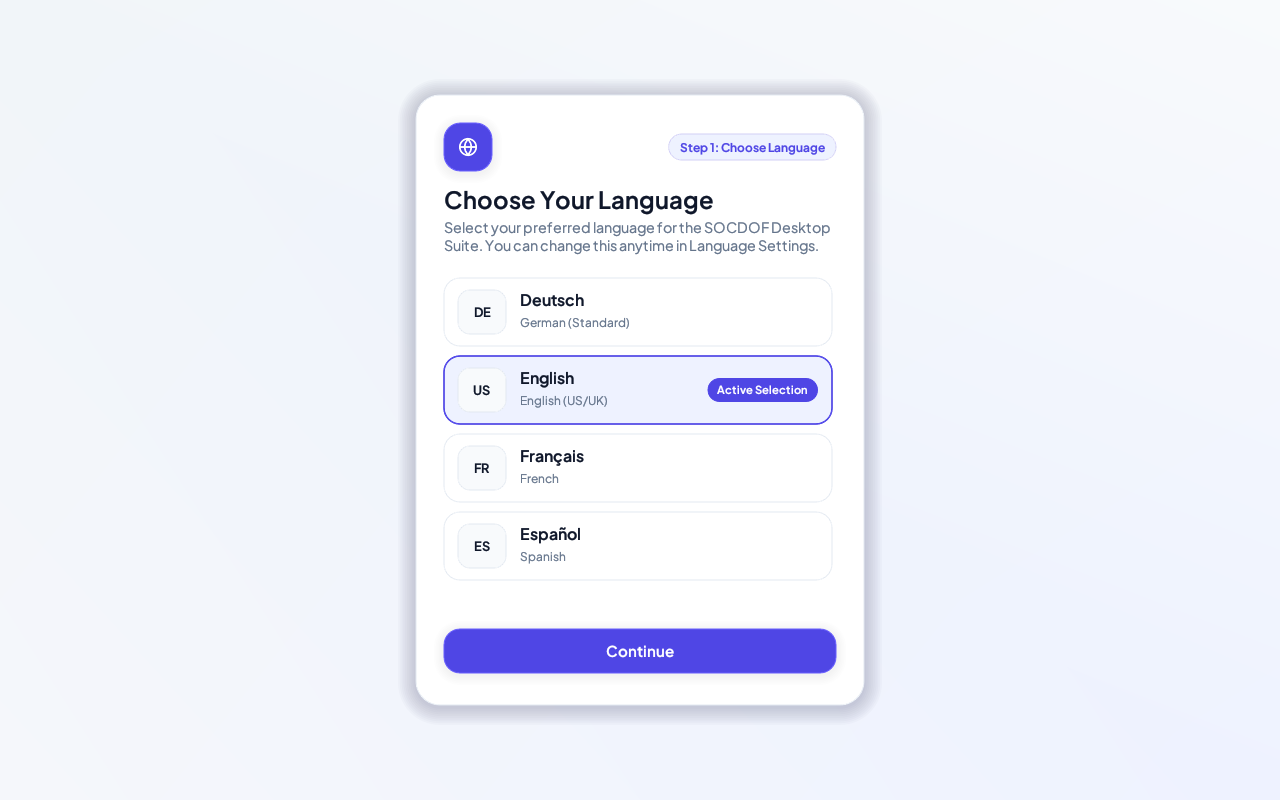 Step 1: Choose Language
Choose Your Language
Select your preferred language for the SOCDOF Desktop
Suite. You can change this anytime in Language Settings.
DE
Deutsch
German (Standard)
US
English
English (US/UK)
Active Selection
FR
Français
French
ES
Español
Spanish
Continue